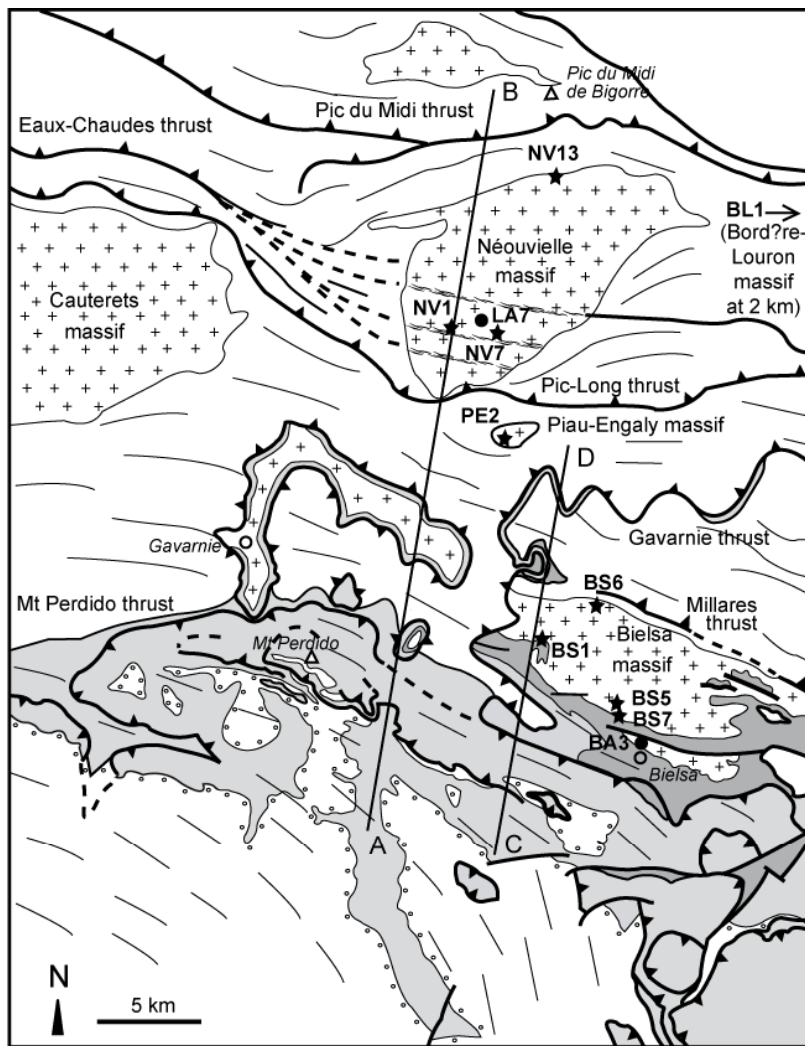 Pic du Midi
de Bigorre
B
Pic du Midi thrust
Eaux-Chaudes thrust
NV13
BL1
(Bord?re-
Louron
massif
at 2 km)
Néouvielle
massif
Cauterets
massif
NV1
LA7
NV7
Pic-Long thrust
PE2
Piau-Engaly massif
D
Gavarnie
Gavarnie thrust
BS6
Millares
thrust
Mt Perdido thrust
Bielsa
massif
Mt Perdido
BS1
BS5
BS7
BA3
Bielsa
A
C
N
5 km